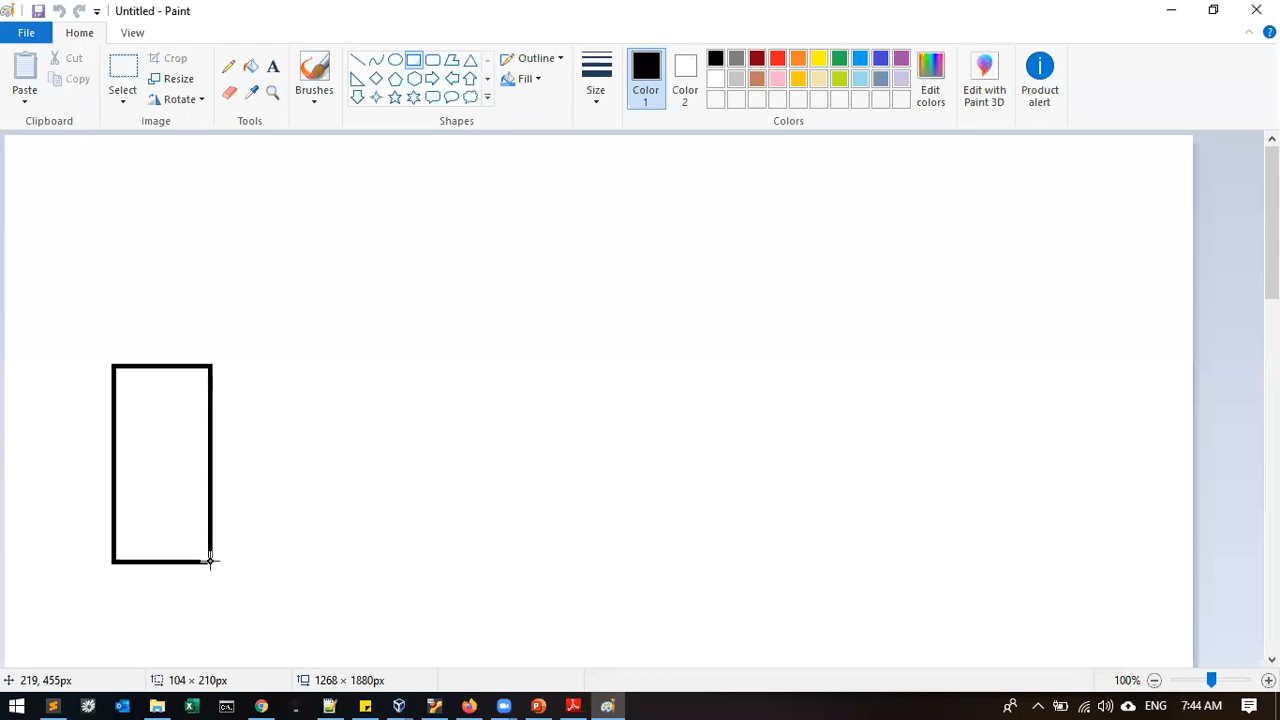 Untitled - Paint
File Home View
Paste
Cut
Copy
Clipboard
Select
Crop
Resize
Rotate
Image
A
Tools
Brushes
Outline
Fill
Shapes
Size
Color 1
Color 2
Edit colors
Colors
Edit with Paint 3D
Product alert
219, 455px 104 × 210px 1268 × 1880px 100%
ENG 7:44 AM